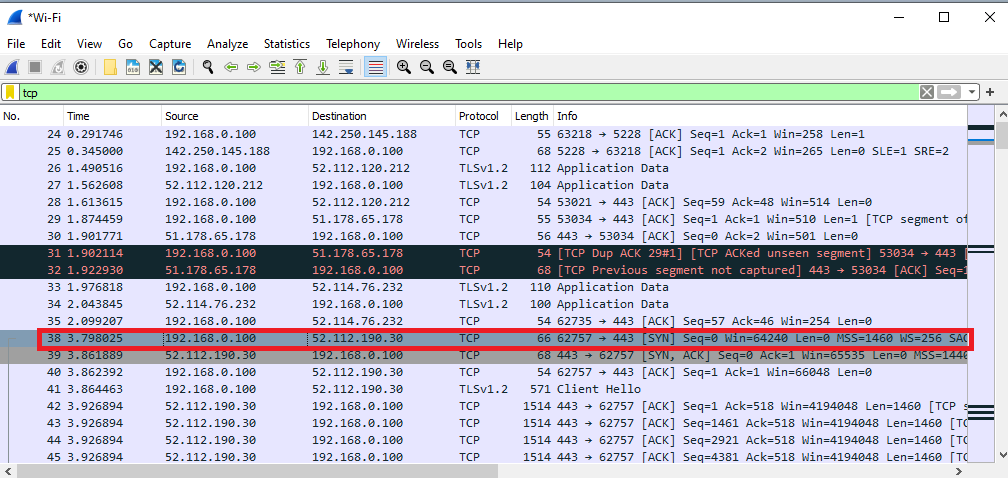 *Wi-Fi
File Edit View Go Capture Analyze Statistics Telephony Wireless Tools Help
tcp
No. Time Source Destination Protocol Length Info
24 0.291746 192.168.0.100 142.250.145.188 TCP 55 63218 → 5228 [ACK] Seq=1 Ack=1 Win=258 Len=1
25 0.345000 142.250.145.188 192.168.0.100 TCP 68 5228 → 63218 [ACK] Seq=1 Ack=2 Win=265 Len=0 SLE=1 SRE=2
26 1.490516 192.168.0.100 52.112.120.212 TLSv1.2 112 Application Data
27 1.562608 52.112.120.212 192.168.0.100 TLSv1.2 104 Application Data
28 1.613615 192.168.0.100 52.112.120.212 TCP 54 53021 → 443 [ACK] Seq=59 Ack=48 Win=514 Len=0
29 1.874459 192.168.0.100 51.178.65.178 TCP 55 53034 → 443 [ACK] Seq=1 Ack=1 Win=510 Len=1 [TCP segment of
30 1.901771 51.178.65.178 192.168.0.100 TCP 56 443 → 53034 [ACK] Seq=0 Ack=2 Win=501 Len=0
31 1.902114 192.168.0.100 51.178.65.178 TCP 54 [TCP Dup ACK 29#1] [TCP ACKed unseen segment] 53034 → 443 [
32 1.922930 51.178.65.178 192.168.0.100 TCP 68 [TCP Previous segment not captured] 443 → 53034 [ACK] Seq=1
33 1.976818 192.168.0.100 52.114.76.232 TLSv1.2 110 Application Data
34 2.043845 52.114.76.232 192.168.0.100 TLSv1.2 100 Application Data
35 2.099207 192.168.0.100 52.114.76.232 TCP 54 62735 → 443 [ACK] Seq=57 Ack=46 Win=254 Len=0
38 3.798025 192.168.0.100 52.112.190.30 TCP 66 62757 → 443 [SYN] Seq=0 Win=64240 Len=0 MSS=1460 WS=256 SAC
39 3.861889 52.112.190.30 192.168.0.100 TCP 68 443 → 62757 [SYN, ACK] Seq=0 Ack=1 Win=65535 Len=0 MSS=1440
40 3.862392 192.168.0.100 52.112.190.30 TCP 54 62757 → 443 [ACK] Seq=1 Ack=1 Win=66048 Len=0
41 3.864463 192.168.0.100 52.112.190.30 TLSv1.2 571 Client Hello
42 3.926894 52.112.190.30 192.168.0.100 TCP 1514 443 → 62757 [ACK] Seq=1 Ack=518 Win=4194048 Len=1460 [TCP s
43 3.926894 52.112.190.30 192.168.0.100 TCP 1514 443 → 62757 [ACK] Seq=1461 Ack=518 Win=4194048 Len=1460 [TC
44 3.926894 52.112.190.30 192.168.0.100 TCP 1514 443 → 62757 [ACK] Seq=2921 Ack=518 Win=4194048 Len=1460 [TC
45 3.926894 52.112.190.30 192.168.0.100 TCP 1514 443 → 62757 [ACK] Seq=4381 Ack=518 Win=4194048 Len=1460 [TC